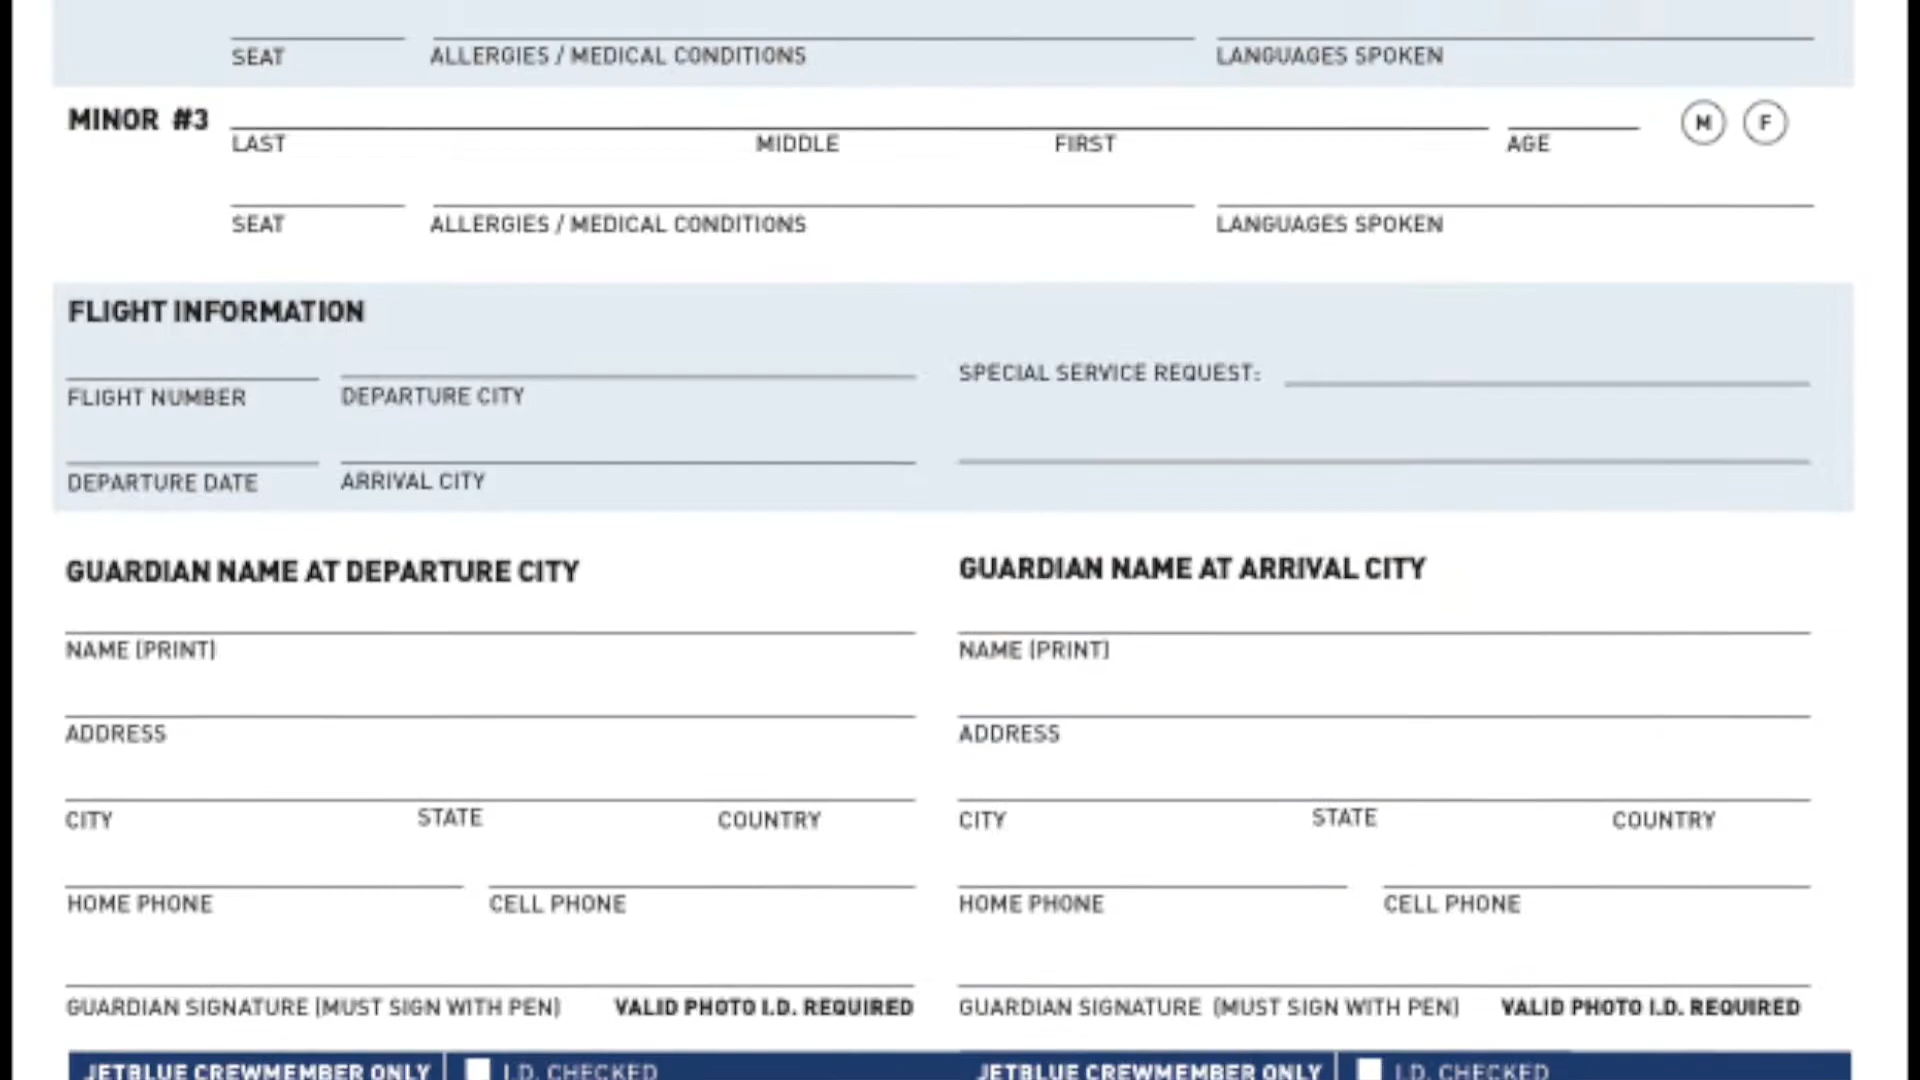 SEAT ALLERGIES / MEDICAL CONDITIONS LANGUAGES SPOKEN
MINOR #3 M F
LAST MIDDLE FIRST AGE
SEAT ALLERGIES / MEDICAL CONDITIONS LANGUAGES SPOKEN
FLIGHT INFORMATION
SPECIAL SERVICE REQUEST:
FLIGHT NUMBER DEPARTURE CITY
DEPARTURE DATE ARRIVAL CITY
GUARDIAN NAME AT DEPARTURE CITY
NAME (PRINT)
ADDRESS
CITY STATE COUNTRY
HOME PHONE CELL PHONE
GUARDIAN SIGNATURE (MUST SIGN WITH PEN) VALID PHOTO I.D. REQUIRED
JETBLUE CREWMEMBER ONLY I.D. CHECKED
GUARDIAN NAME AT ARRIVAL CITY
NAME (PRINT)
ADDRESS
CITY STATE COUNTRY
HOME PHONE CELL PHONE
GUARDIAN SIGNATURE (MUST SIGN WITH PEN) VALID PHOTO I.D. REQUIRED
JETBLUE CREWMEMBER ONLY I.D. CHECKED